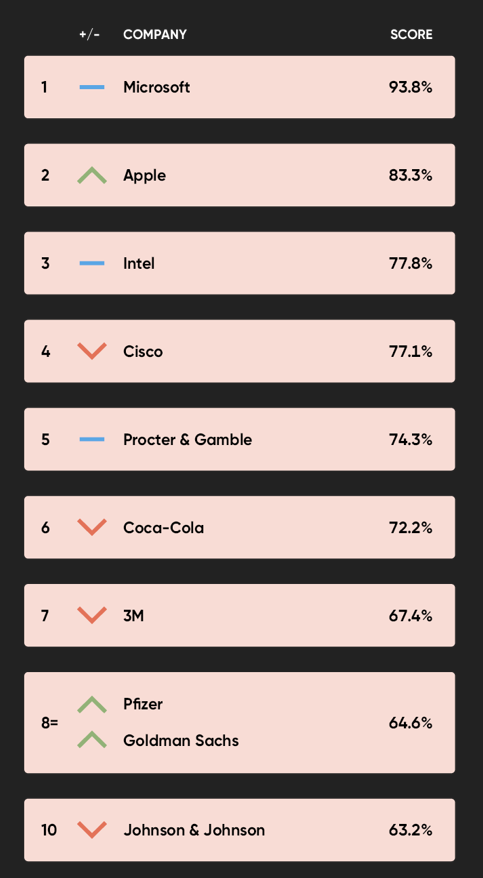 +/- COMPANY SCORE
1 Microsoft 93.8%
2 Apple 83.3%
3 Intel 77.8%
4 Cisco 77.1%
5 Procter & Gamble 74.3%
6 Coca-Cola 72.2%
7 3M 67.4%
8= Pfizer 64.6%
Goldman Sachs
10 Johnson & Johnson 63.2%